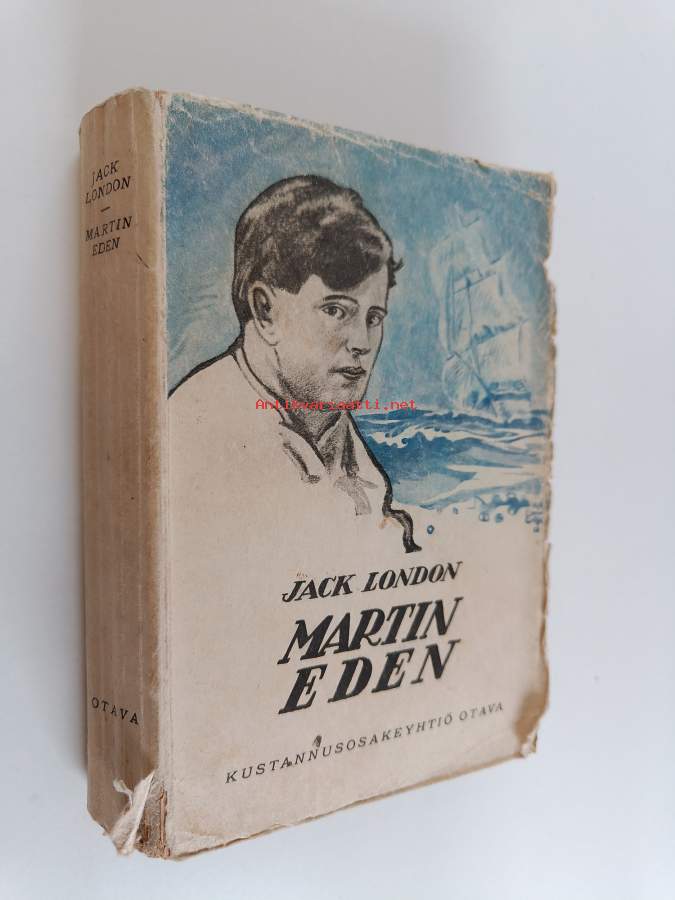 JACK
LONDON
MARTIN
EDEN
OTAVA
Antikvariaatti.net
JACK LONDON
MARTIN
EDEN
KUSTANNUSOSAKEYHTIÖ OTAVA